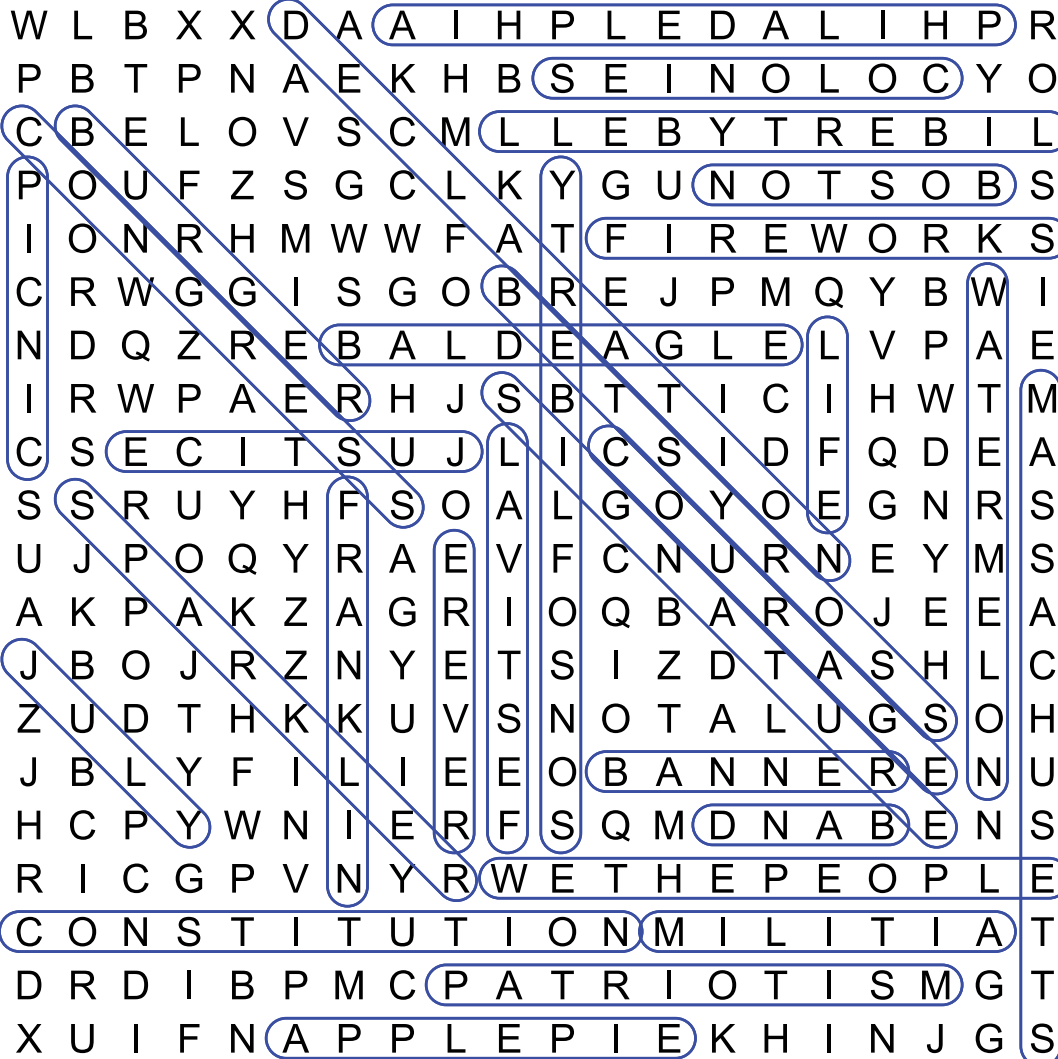 W L B X X D A A I H P L E D A L I H P R
P B T P N A E K H B S E I N O L O C Y O
C B E L O V S C M L L E B Y T R E B I L
P O U F Z S G C L K Y G U N O T S O B S
I O N R H M W W F A T F I R E W O R K S
C R W G G I S G O B R E J P M Q Y B W I
N D Q Z R E B A L D E A G L E L V P A E
I R W P A E R H J S B T T I C I H W T M
C S E C I T S U J L I C S I D F Q D E A
S S R U Y H F S O A L G O Y O E G N R S
U J P O Q Y R A E V F C N U R N E Y M S
A K P A K Z A G R I O Q B A R O J E E A
J B O J R Z N Y E T S I Z D T A S H L C
Z U D T H K K U V S N O T A L U G S O H
J B L Y F I L I E E O B A N N E R E N U
H C P Y W N I E R F S Q M D N A B E N S
R I C G P V N Y R W E T H E P E O P L E
C O N S T I T U T I O N M I L I T I A T
D R D I B P M C P A T R I O T I S M G T
X U I F N A P P L E P I E K H I N J G S